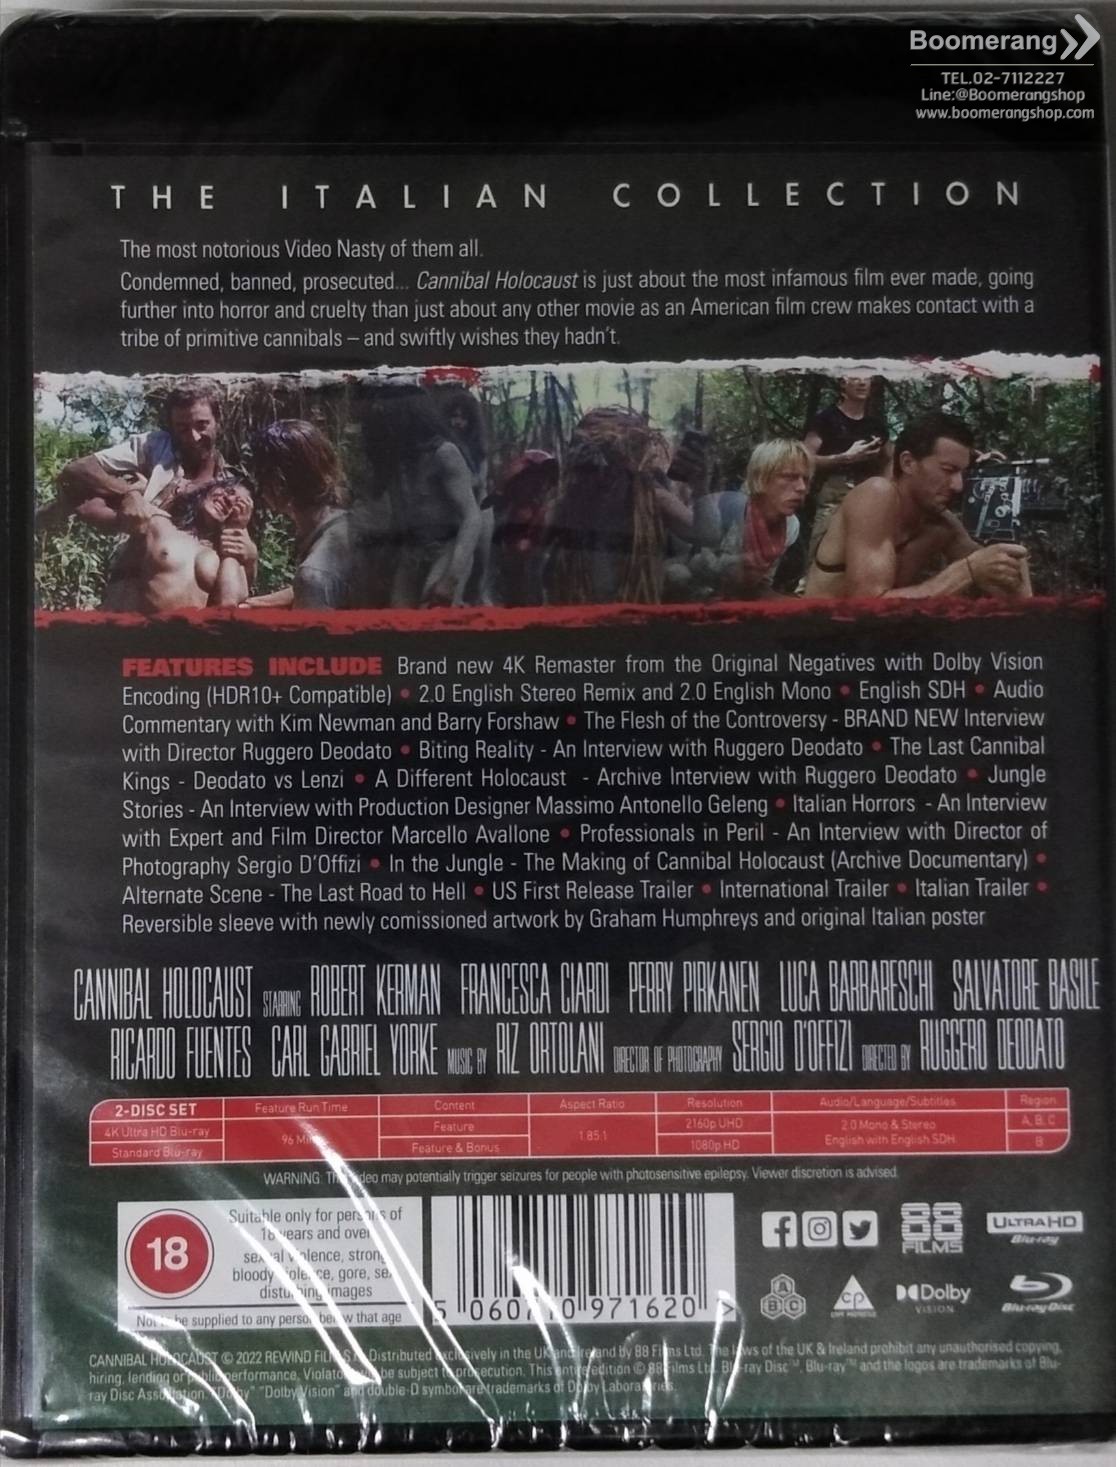 Boomerang
TEL.02-7112227
Line:@Boomerangshop
www.boomerangshop.com
THE ITALIAN COLLECTION
The most notorious Video Nasty of them all.
Condemned, banned, prosecuted... Cannibal Holocaust is just about the most infamous film ever made, going
further into horror and cruelty than just about any other movie as an American film crew makes contact with a
tribe of primitive cannibals – and swiftly wishes they hadn't.
FEATURES INCLUDE Brand new 4K Remaster from the Original Negatives with Dolby Vision
Encoding (HDR10+ Compatible) • 2.0 English Stereo Remix and 2.0 English Mono • English SDH • Audio
Commentary with Kim Newman and Barry Forshaw • The Flesh of the Controversy - BRAND NEW Interview
with Director Ruggero Deodato • Biting Reality - An Interview with Ruggero Deodato • The Last Cannibal
Kings - Deodato vs Lenzi • A Different Holocaust - Archive Interview with Ruggero Deodato • Jungle
Stories - An Interview with Production Designer Massimo Antonello Geleng • Italian Horrors - An Interview
with Expert and Film Director Marcello Avallone • Professionals in Peril - An Interview with Director of
Photography Sergio D'Offizi • In the Jungle - The Making of Cannibal Holocaust (Archive Documentary) •
Alternate Scene - The Last Road to Hell • US First Release Trailer • International Trailer • Italian Trailer •
Reversible sleeve with newly comissioned artwork by Graham Humphreys and original Italian poster
CANNIBAL HOLOCAUST STARRING ROBERT KERMAN FRANCESCA CIARDI PERRY PIRKANEN LUCA BARBARESCHI SALVATORE BASILE
RICARDO FUENTES CARL GABRIEL YORKE MUSIC BY RIZ ORTOLANI DIRECTOR OF PHOTOGRAPHY SERGIO D'OFFIZI DIRECTED BY RUGGERO DEODATO
2-DISC SET Feature Run Time Content Aspect Ratio Resolution Audio/Language/Subtitles Region
4K Ultra HD Blu-ray 96 Feature 1.85:1 2160p UHD 2.0 Mono & Stereo A, B, C
Standard Blu-ray Feature & Bonus 1080p HD English with English SDH B
WARNING: video may potentially trigger seizures for people with photosensitive epilepsy. Viewer discretion is advised.
18
Suitable only for persons of
18 years and over
sexual violence, strong
bloody violence, gore, sex
disturbing images
Not to be supplied to any person below that age
88
FILMS
ULTRA HD
Blu-ray
A
B C
CP
Dolby
VISION
Blu-ray Disc
CANNIBAL HOLOCAUST © 2022 REWIND FILM Distributed exclusively in the UK and Ireland by 88 Films Ltd. The laws of the UK & Ireland prohibit any unauthorised copying,
hiring, lending or public performance. be subject to prosecution. This entire edition © 88 Films Ltd. Blu-ray Disc™, Blu-ray™ and the logos are trademarks of Blu-
ray Disc Association. "Dolby" "Dolby Vision" and double-D symbol are trademarks of Dolby Laboratories.